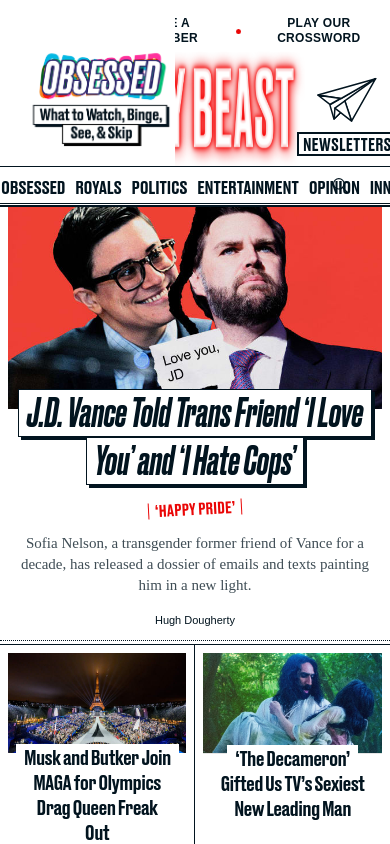 E A
BER
PLAY OUR
CROSSWORD
OBSESSED
What to Watch, Binge,
See, & Skip
Y BEAST
NEWSLETTERS
OBSESSED ROYALS POLITICS ENTERTAINMENT OPINION INN
Love you,
JD
J.D. Vance Told Trans Friend ‘I Love
You’ and ‘I Hate Cops’
‘HAPPY PRIDE’
Sofia Nelson, a transgender former friend of Vance for a
decade, has released a dossier of emails and texts painting
him in a new light.
Hugh Dougherty
Musk and Butker Join
MAGA for Olympics
Drag Queen Freak
Out
‘The Decameron’
Gifted Us TV’s Sexiest
New Leading Man